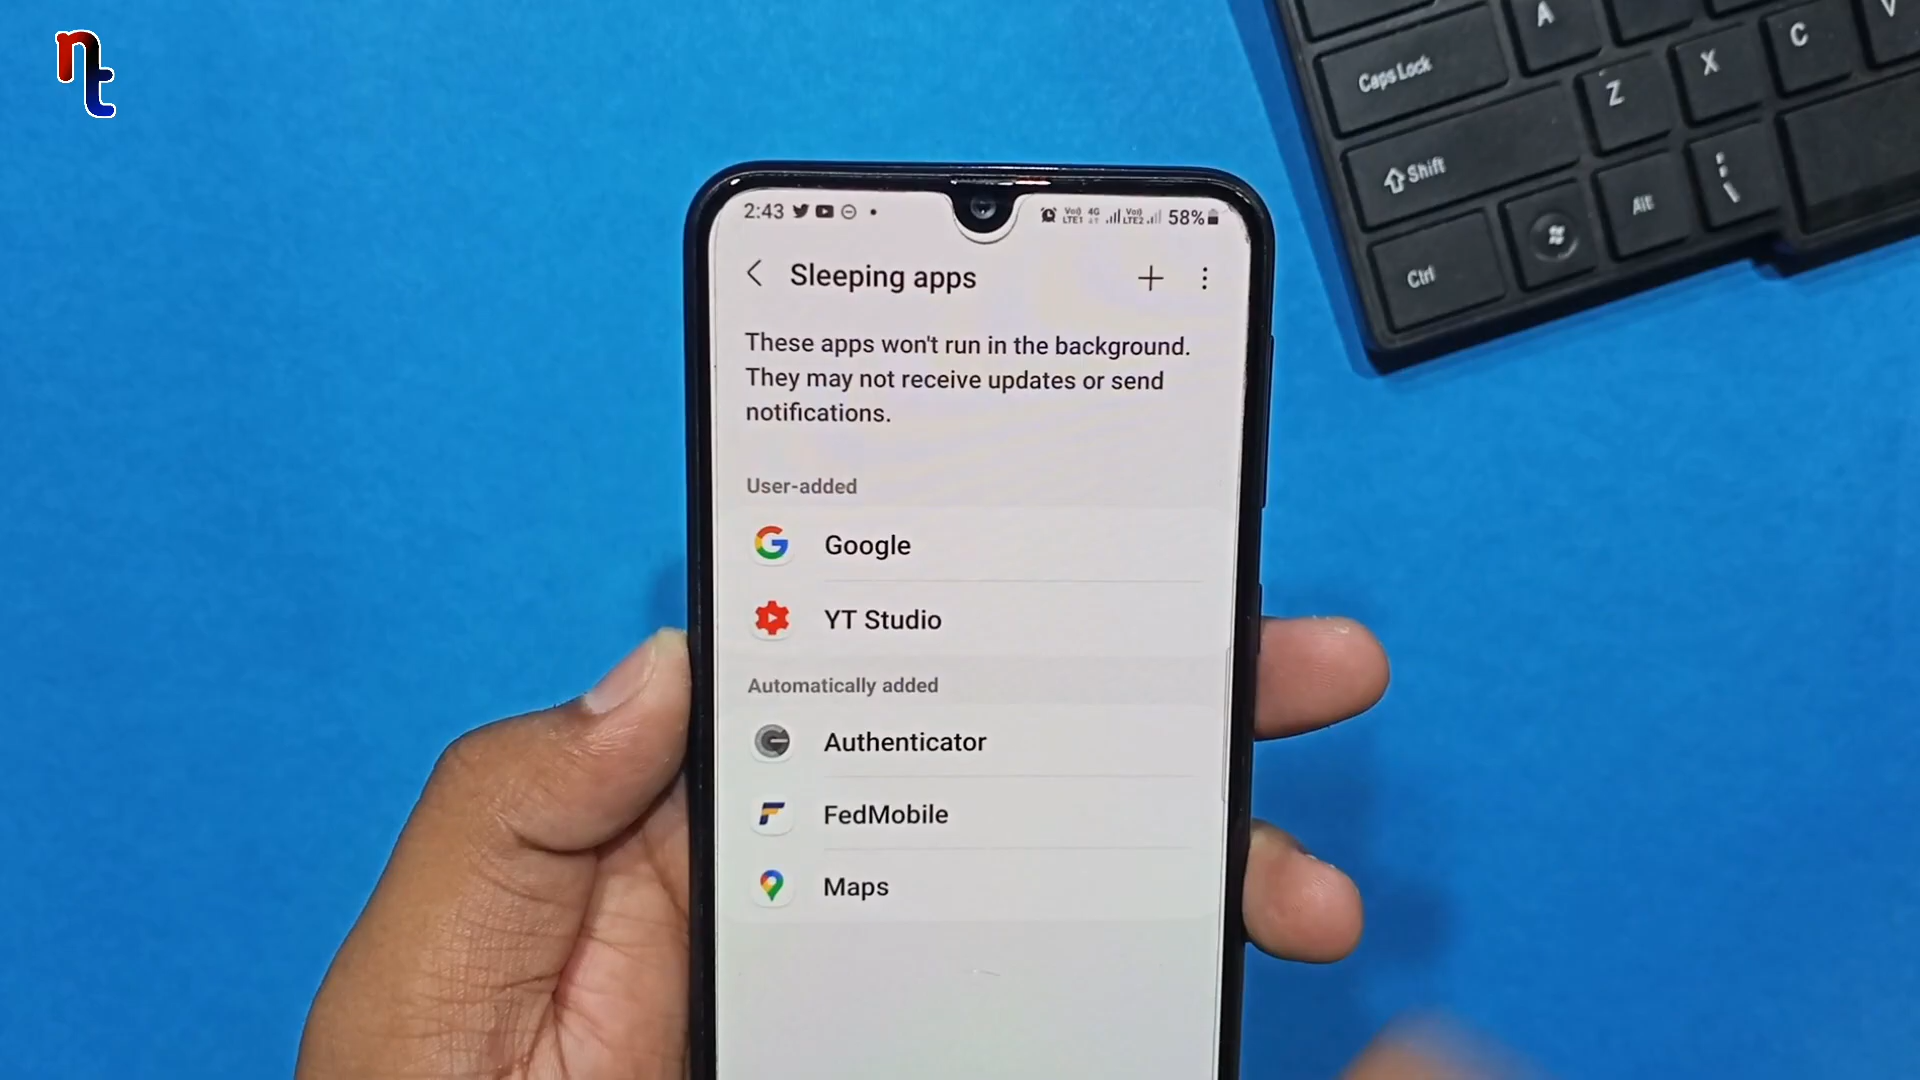 nt
A
Caps Lock
Z
X
C
V
Shift
Alt
Ctrl
2:43
58%
Sleeping apps
These apps won't run in the background.
They may not receive updates or send
notifications.
User-added
Google
YT Studio
Automatically added
Authenticator
FedMobile
Maps